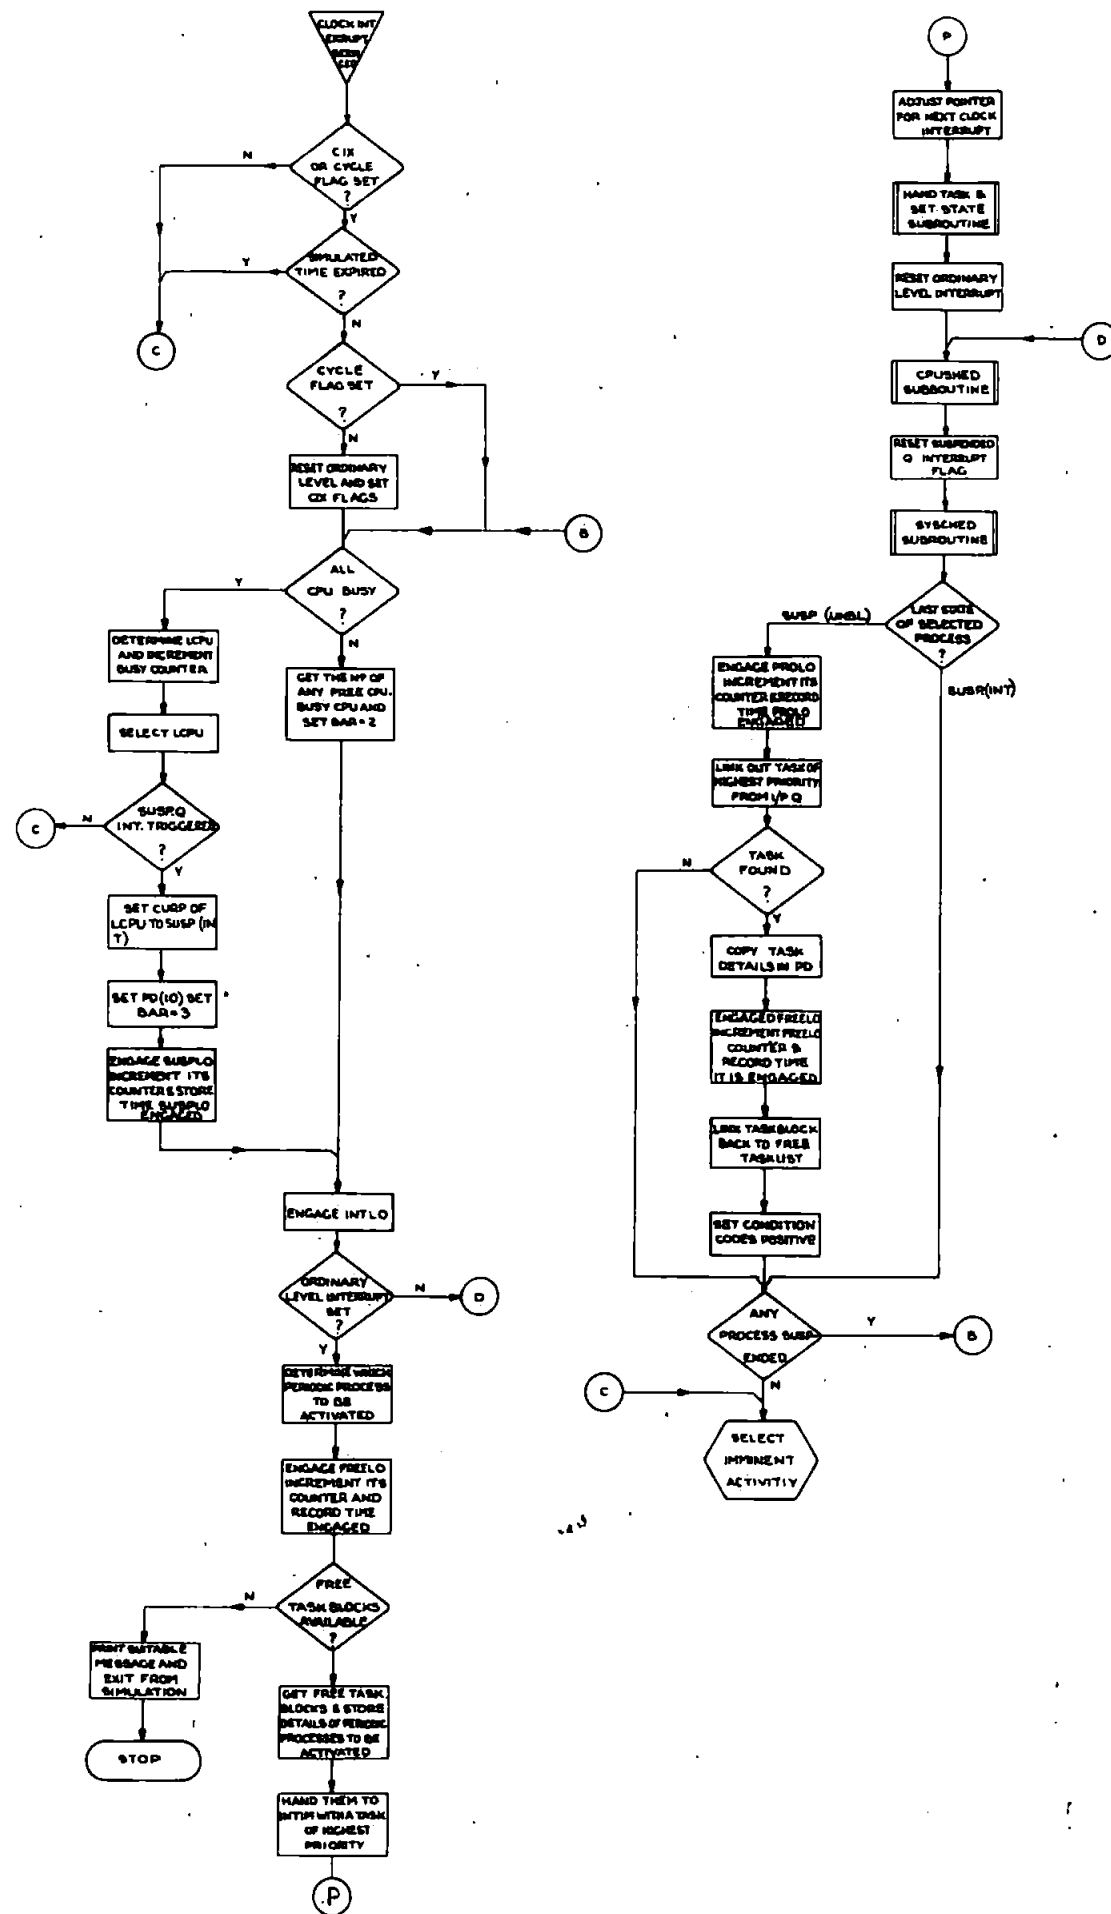 CLOCK INT
ERRUPT
N
CIX
OR CYCLE
FLAG SET
?
Y
SIMULATED
TIME EXPIRED
?
Y
N
C
CYCLE
FLAG SET
?
Y
N
RESET ORDINARY
LEVEL AND SET
CIX FLAGS
B
ALL
CPU BUSY
?
Y
N
DETERMINE LCPU
AND INCREMENT
BUSY COUNTER
GET THE Nº OF
ANY FREE CPU.
BUSY CPU AND
SET BAR = 2
SELECT LCPU
SUSP.Q
INT. TRIGGERED
?
N
C
Y
SET CURP OF
LCPU TO SUSP (IN
T)
SET PD(10) SET
BAR = 3
ENGAGE SUSPLO
INCREMENT ITS
COUNTER & STORE
TIME SUSPLO
ENGAGED
ENGAGE INTLO
ORDINARY
LEVEL INTERRUPT
SET
?
N
D
Y
DETERMINE WHICH
PERIODIC PROCESS
TO BE
ACTIVATED
ENGAGE FREELO
INCREMENT ITS
COUNTER AND
RECORD TIME
ENGAGED
FREE
TASK BLOCKS
AVAILABLE
?
N
PRINT SUITABLE
MESSAGE AND
EXIT FROM
SIMULATION
STOP
GET FREE TASK
BLOCKS & STORE
DETAILS OF PERIODIC
PROCESSES TO BE
ACTIVATED
HAND THEM TO
INTIM WITH A TASK
OF HIGHEST
PRIORITY
P
P
ADJUST POINTER
FOR NEXT CLOCK
INTERRUPT
HAND TASK &
SET STATE
SUBROUTINE
RESET ORDINARY
LEVEL INTERRUPT
D
CPUSHED
SUBROUTINE
RESET SUSPENDED
Q INTERRUPT
FLAG
SYSCHED
SUBROUTINE
LAST STATE
OF SELECTED
PROCESS
?
SUSP (UNBL)
SUSP(INT)
ENGAGE PROLO
INCREMENT ITS
COUNTER & RECORD
TIME PROLO
ENGAGED
LINK OUT TASK OF
HIGHEST PRIORITY
FROM I/P Q
TASK
FOUND
?
N
Y
COPY TASK
DETAILS IN PD
ENGAGED FREELO
INCREMENT FREELO
COUNTER &
RECORD TIME
IT IS ENGAGED
LINK TASK BLOCK
BACK TO FREE
TASK LIST
SET CONDITION
CODES POSITIVE
ANY
PROCESS SUSP
ENDED
Y
B
N
C
SELECT
IMMINENT
ACTIVITIY